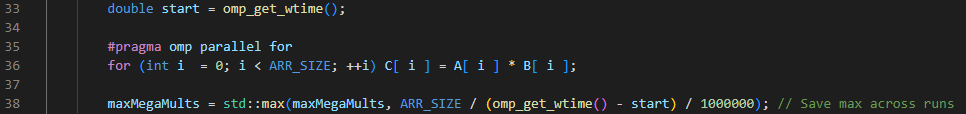 33 double start = omp_get_wtime();
34
35 #pragma omp parallel for
36 for (int i  = 0; i < ARR_SIZE; ++i) C[ i ] = A[ i ] * B[ i ];
37
38 maxMegaMults = std::max(maxMegaMults, ARR_SIZE / (omp_get_wtime() - start) / 1000000); // Save max across runs